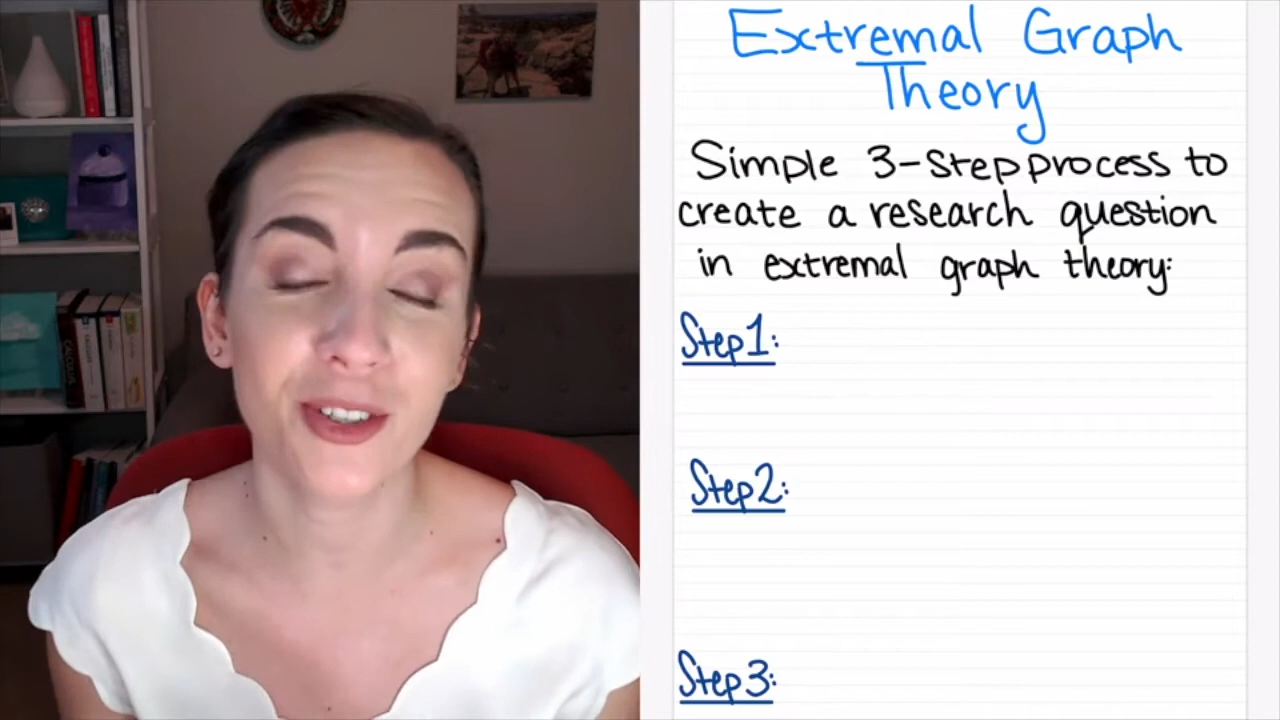 CALCULUS
Extremal Graph
Theory
Simple 3-step process to
create a research question
in extremal graph theory:
Step 1:
Step 2:
Step 3: